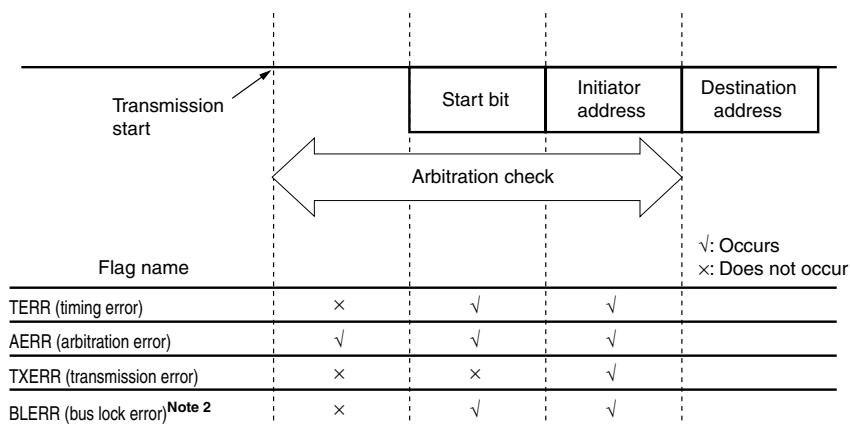 Transmission
start
Start bit
Initiator
address
Destination
address
Arbitration check
√: Occurs
×: Does not occur
Flag name
TERR (timing error) × √ √
AERR (arbitration error) √ √ √
TXERR (transmission error) × × √
BLERR (bus lock error)Note 2 × √ √